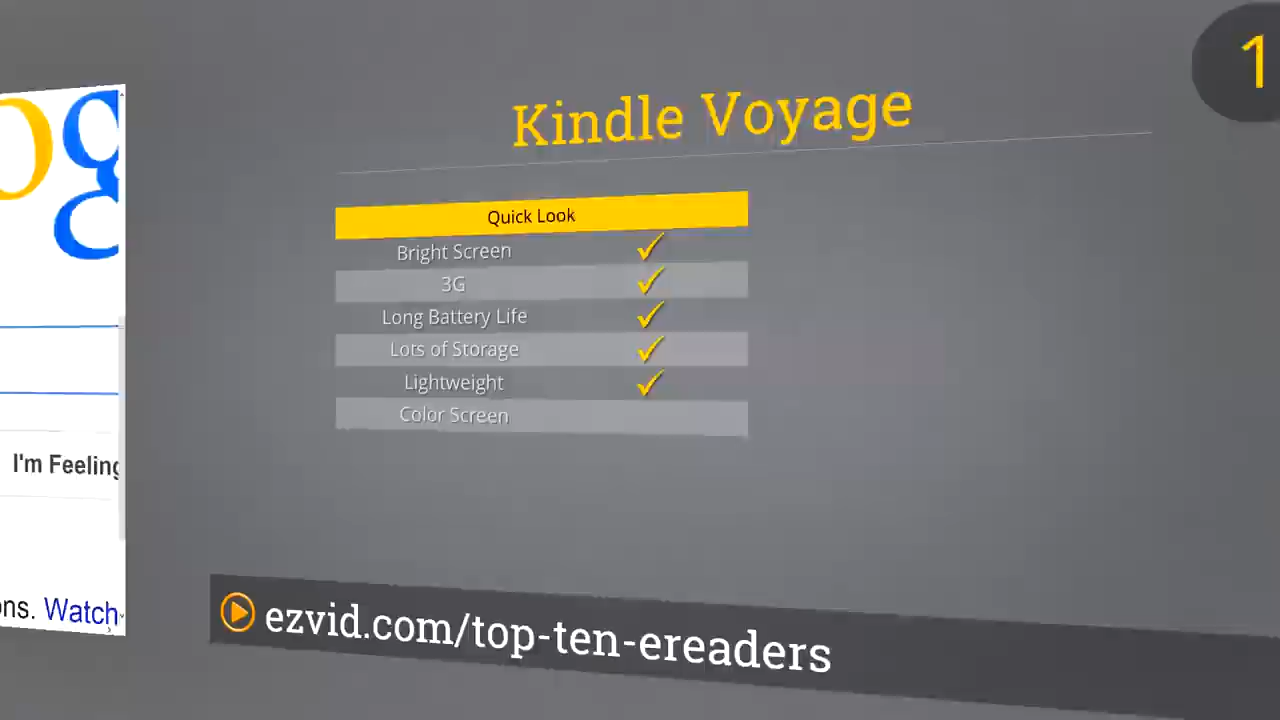 1
Kindle Voyage
Quick Look
Bright Screen
3G
Long Battery Life
Lots of Storage
Lightweight
Color Screen
og
I'm Feeling
ons. Watch
ezvid.com/top-ten-ereaders